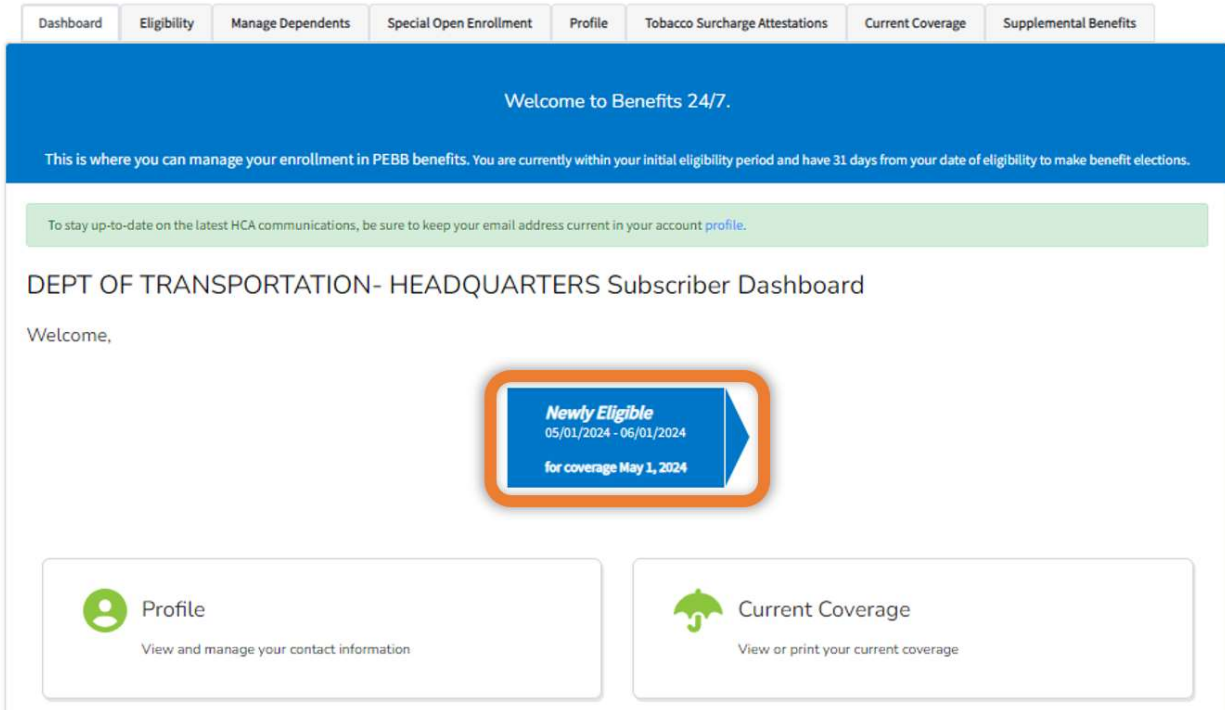 Dashboard Eligibility Manage Dependents Special Open Enrollment Profile Tobacco Surcharge Attestations Current Coverage Supplemental Benefits
Welcome to Benefits 24/7.
This is where you can manage your enrollment in PEBB benefits. You are currently within your initial eligibility period and have 31 days from your date of eligibility to make benefit elections.
To stay up-to-date on the latest HCA communications, be sure to keep your email address current in your account profile.
DEPT OF TRANSPORTATION- HEADQUARTERS Subscriber Dashboard
Welcome,
Newly Eligible
05/01/2024 - 06/01/2024
for coverage May 1, 2024
Profile
View and manage your contact information
Current Coverage
View or print your current coverage